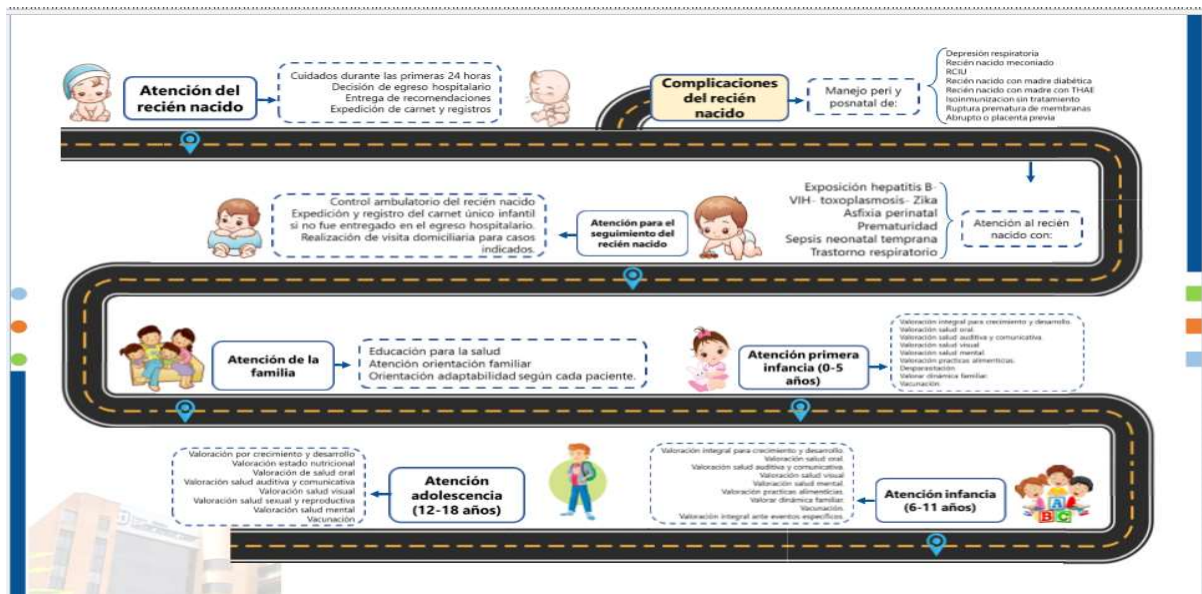 Atención del
recién nacido
Cuidados durante las primeras 24 horas
Decisión de egreso hospitalario
Entrega de recomendaciones
Expedición de carnet y registros
Complicaciones
del recién
nacido
Manejo peri y
posnatal de:
Depresión respiratoria
Recién nacido meconiado
RCIU
Recién nacido con madre diabética
Recién nacido con madre con THAE
Isoinmunizacion sin tratamiento
Ruptura prematura de membranas
Abrupto o placenta previa
Atención al recién
nacido con:
Exposición hepatitis B-
VIH- toxoplasmosis- Zika
Asfixia perinatal
Prematuridad
Sepsis neonatal temprana
Trastorno respiratorio
Atención para el
seguimiento del
recién nacido
Control ambulatorio del recién nacido
Expedición y registro del carnet único infantil
si no fue entregado en el egreso hospitalario.
Realización de visita domiciliaria para casos
indicados.
Atención de la
familia
Educación para la salud
Atención orientación familiar
Orientación adaptabilidad según cada paciente.
Atención primera
infancia (0-5
años)
Valoración integral para crecimiento y desarrollo.
Valoración salud oral.
Valoración salud auditiva y comunicativa.
Valoración salud visual
Valoración salud mental.
Valoración practicas alimenticias.
Desparasitación
Valorar dinámica familiar.
Vacunación.
Atención infancia
(6-11 años)
Valoración integral para crecimiento y desarrollo.
Valoración salud oral.
Valoración salud auditiva y comunicativa.
Valoración salud visual
Valoración salud mental.
Valoración practicas alimenticias.
Valorar dinámica familiar.
Vacunación.
Valoración integral ante eventos específicos.
Atención
adolescencia
(12-18 años)
Valoración por crecimiento y desarrollo
Valoración estado nutricional
Valoración de salud oral
Valoración salud auditiva y comunicativa
Valoración salud visual
Valoración salud sexual y reproductiva
Valoración salud mental
Vacunación
A
B C